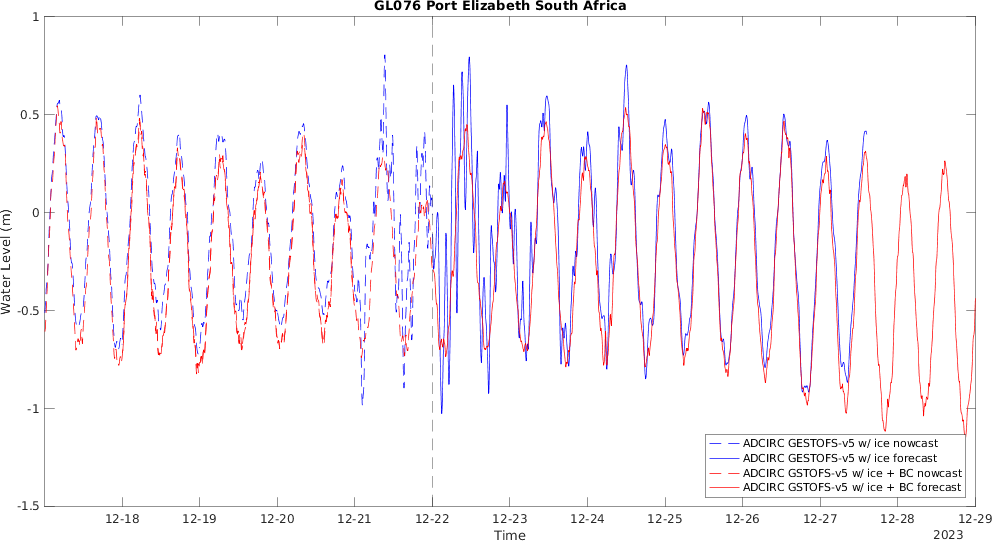 GL076 Port Elizabeth South Africa
1
0.5
0
-0.5
-1
-1.5
Water Level (m)
ADCIRC GESTOFS-v5 w/ ice nowcast
ADCIRC GESTOFS-v5 w/ ice forecast
ADCIRC GSTOFS-v5 w/ ice + BC nowcast
ADCIRC GSTOFS-v5 w/ ice + BC forecast
12-18 12-19 12-20 12-21 12-22 12-23 12-24 12-25 12-26 12-27 12-28 12-29
Time
2023